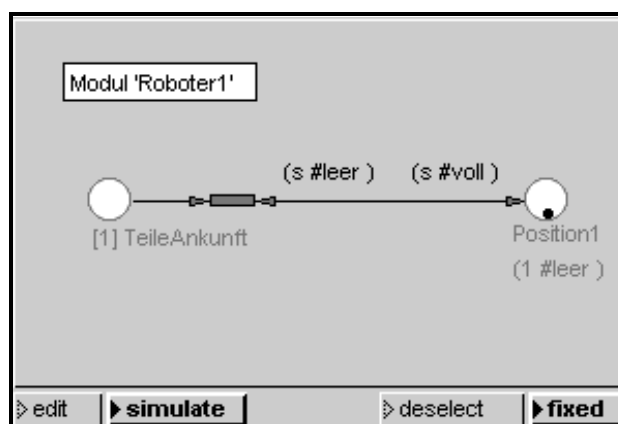 Modul 'Roboter1'
(s #leer ) (s #voll )
[1] TeileAnkunft
Position1
(1 #leer )
edit simulate deselect fixed